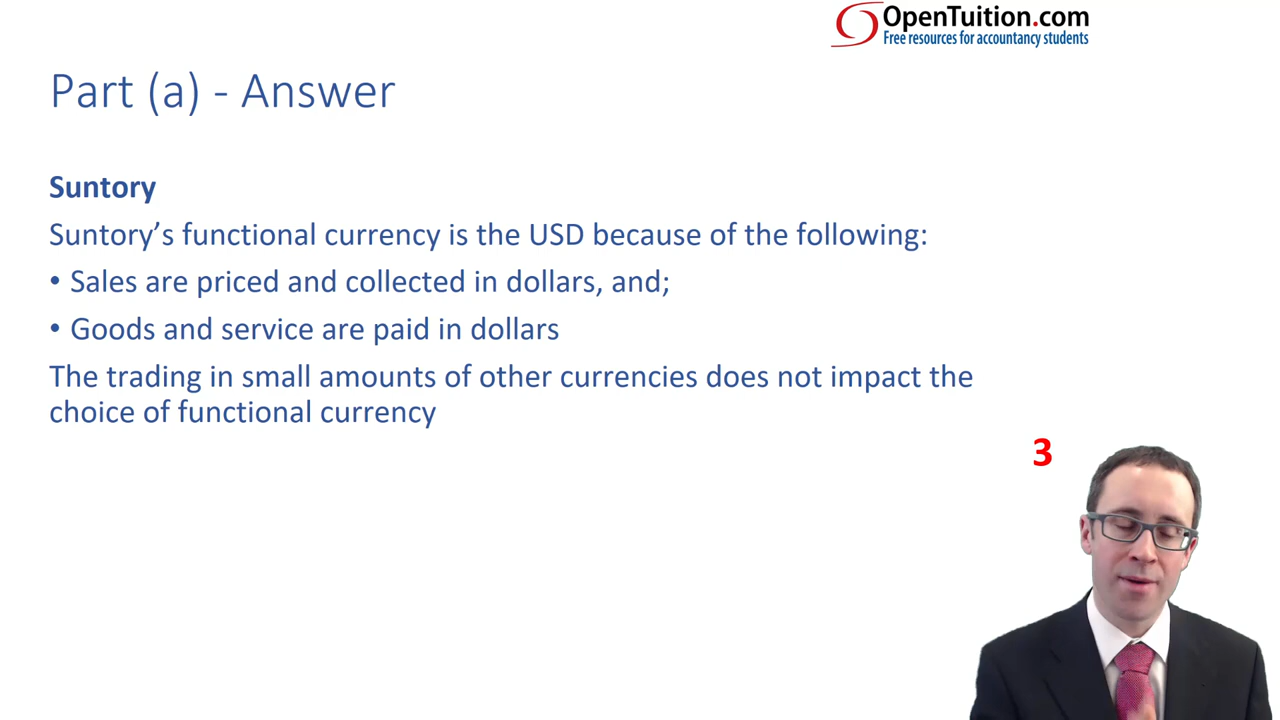 OpenTuition.com
Free resources for accountancy students
Part (a) - Answer
Suntory
Suntory’s functional currency is the USD because of the following:
• Sales are priced and collected in dollars, and;
• Goods and service are paid in dollars
The trading in small amounts of other currencies does not impact the
choice of functional currency
3